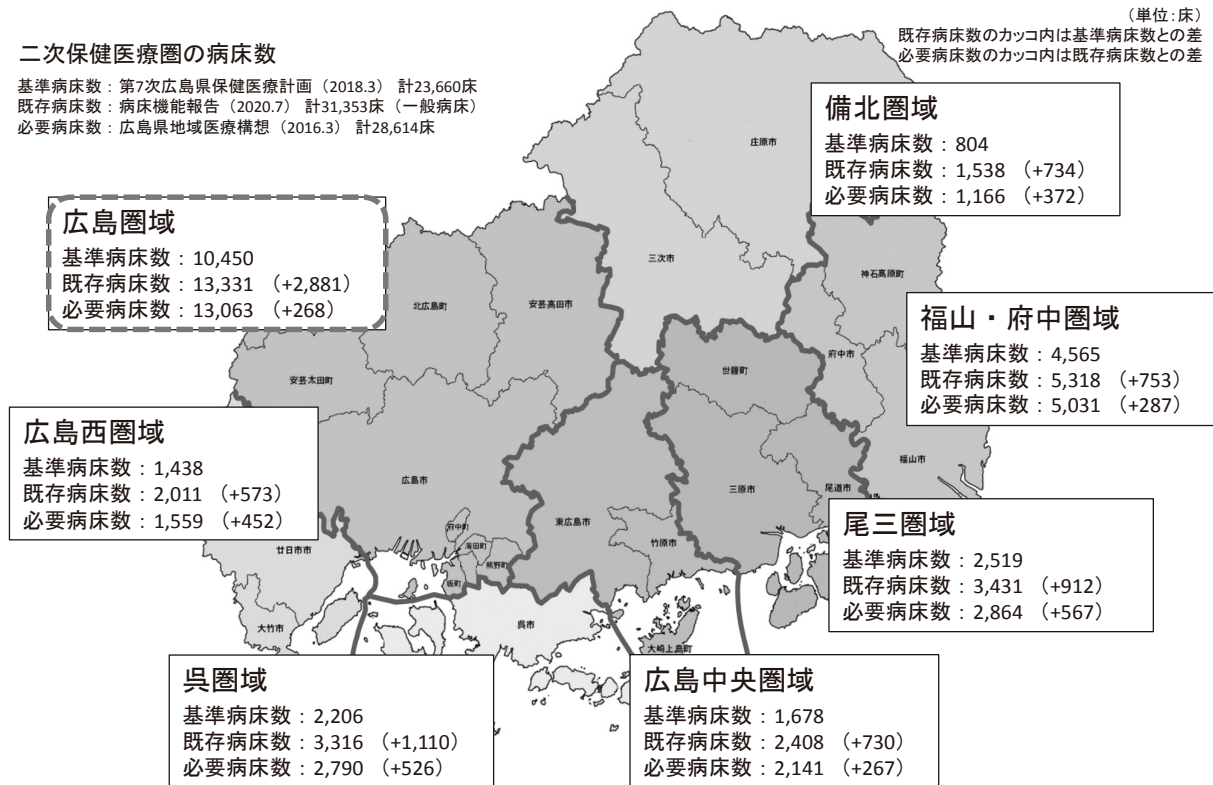 二次保健医療圏の病床数
基準病床数：第7次広島県保健医療計画（2018.3） 計23,660床
既存病床数：病床機能報告（2020.7） 計31,353床（一般病床）
必要病床数：広島県地域医療構想（2016.3） 計28,614床
（単位：床）
既存病床数のカッコ内は基準病床数との差
必要病床数のカッコ内は既存病床数との差
備北圏域
基準病床数：804
既存病床数：1,538 （+734）
必要病床数：1,166 （+372）
広島圏域
基準病床数：10,450
既存病床数：13,331 （+2,881）
必要病床数：13,063 （+268）
福山・府中圏域
基準病床数：4,565
既存病床数：5,318 （+753）
必要病床数：5,031 （+287）
広島西圏域
基準病床数：1,438
既存病床数：2,011 （+573）
必要病床数：1,559 （+452）
尾三圏域
基準病床数：2,519
既存病床数：3,431 （+912）
必要病床数：2,864 （+567）
呉圏域
基準病床数：2,206
既存病床数：3,316 （+1,110）
必要病床数：2,790 （+526）
広島中央圏域
基準病床数：1,678
既存病床数：2,408 （+730）
必要病床数：2,141 （+267）
庄原市
三次市
神石高原町
北広島町
安芸高田市
府中市
世羅町
安芸太田町
福山市
広島市
三原市
尾道市
東広島市
竹原市
府中町
海田町
熊野町
坂町
廿日市市
大竹市
呉市
大崎上島町